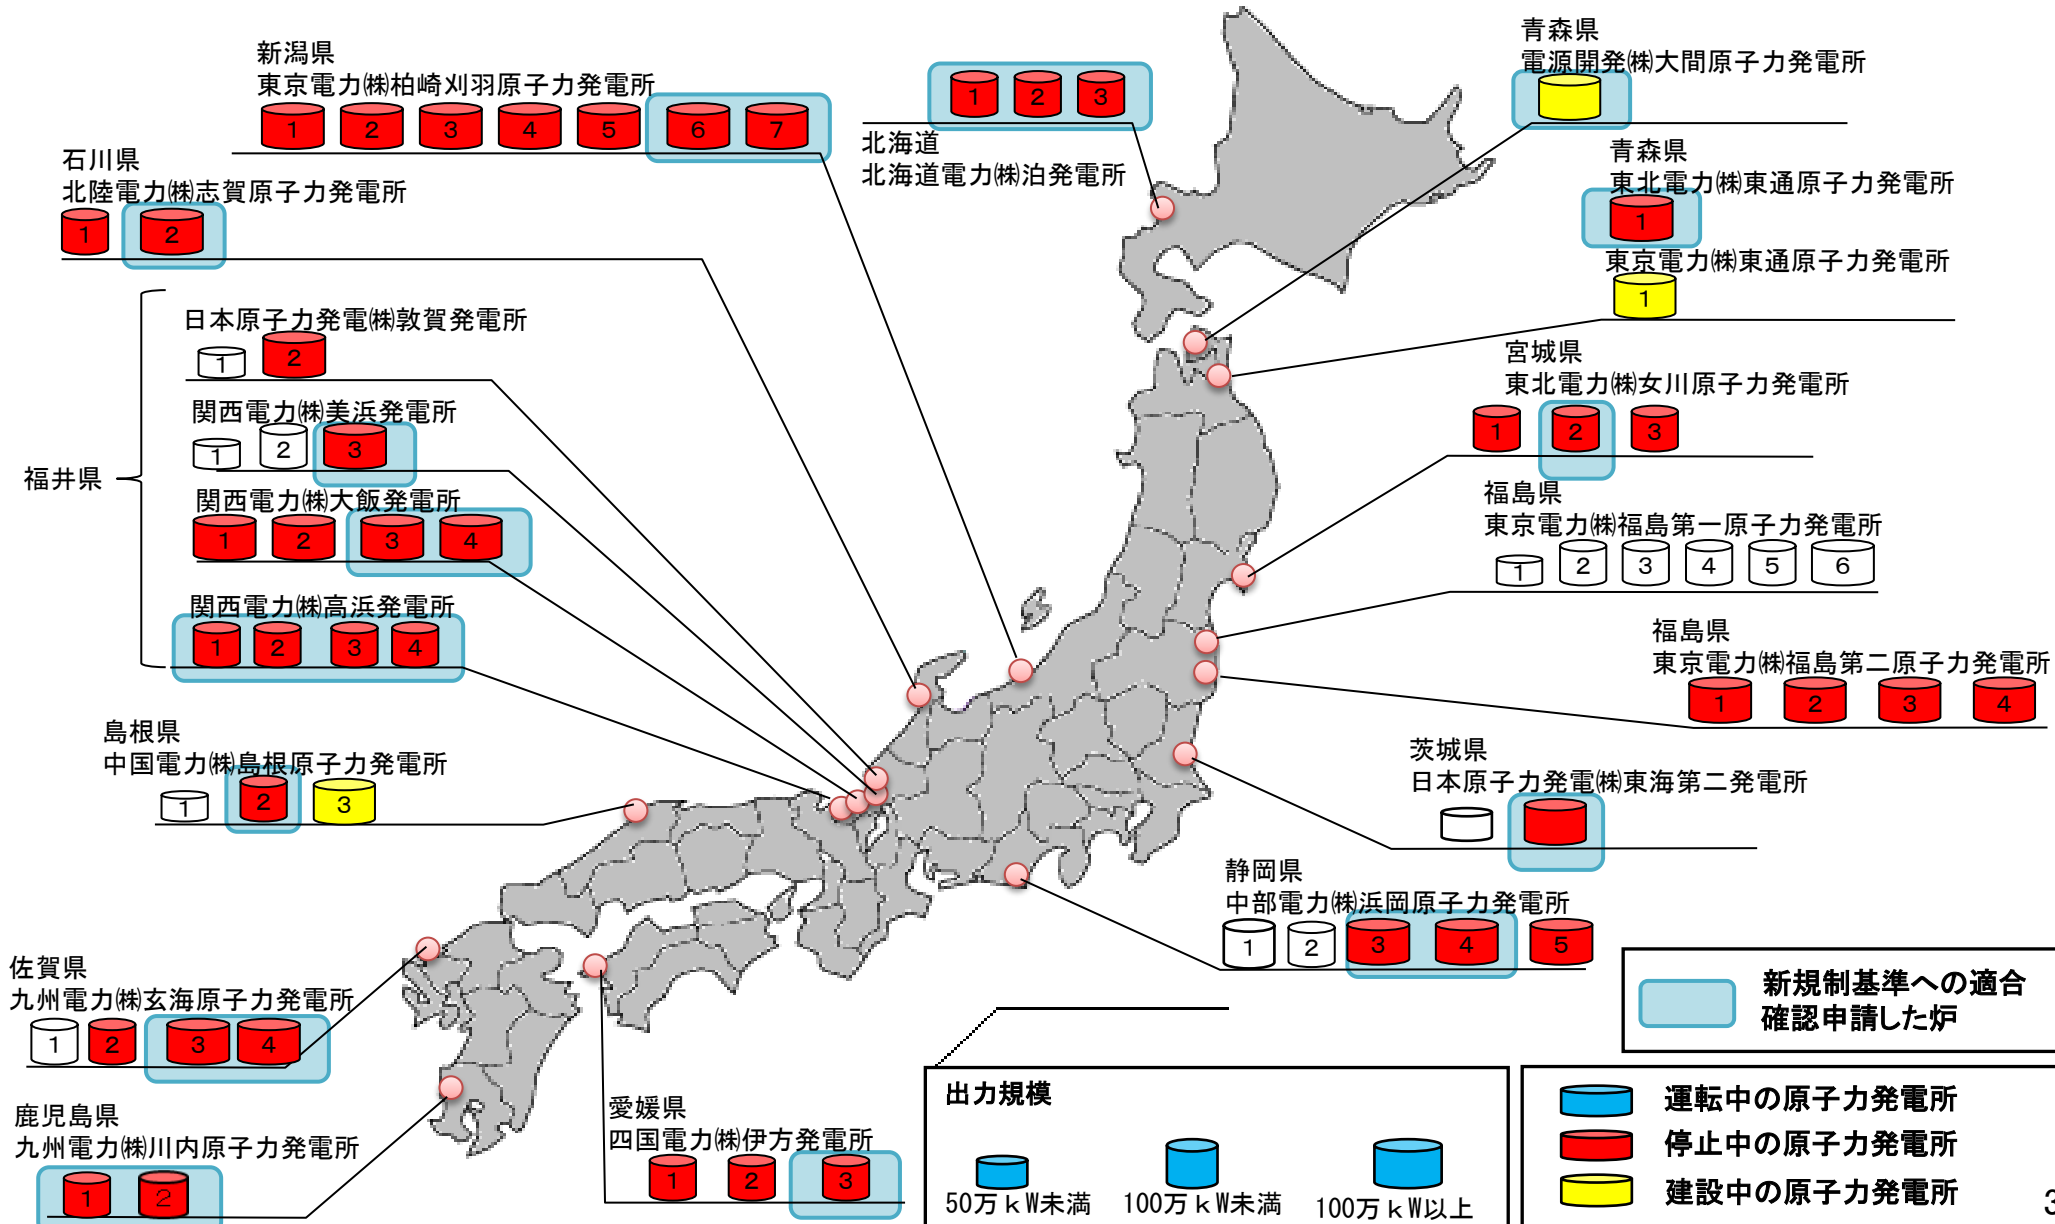 新潟県
東京電力㈱柏崎刈羽原子力発電所
1 2 3 4 5 6 7
石川県
北陸電力㈱志賀原子力発電所
1 2
福井県
日本原子力発電㈱敦賀発電所
1 2
関西電力㈱美浜発電所
1 2 3
関西電力㈱大飯発電所
1 2 3 4
関西電力㈱高浜発電所
1 2 3 4
島根県
中国電力㈱島根原子力発電所
1 2 3
佐賀県
九州電力㈱玄海原子力発電所
1 2 3 4
鹿児島県
九州電力㈱川内原子力発電所
1 2
愛媛県
四国電力㈱伊方発電所
1 2 3
1 2 3
北海道
北海道電力㈱泊発電所
青森県
電源開発㈱大間原子力発電所
青森県
東北電力㈱東通原子力発電所
1
東京電力㈱東通原子力発電所
1
宮城県
東北電力㈱女川原子力発電所
1 2 3
福島県
東京電力㈱福島第一原子力発電所
1 2 3 4 5 6
福島県
東京電力㈱福島第二原子力発電所
1 2 3 4
茨城県
日本原子力発電㈱東海第二発電所
静岡県
中部電力㈱浜岡原子力発電所
1 2 3 4 5
新規制基準への適合
確認申請した炉
出力規模
50万ｋW未満 100万ｋW未満 100万ｋW以上
運転中の原子力発電所
停止中の原子力発電所
建設中の原子力発電所
3